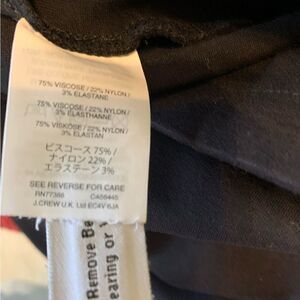 75% VISCOSE / 22% NYLON /
3% ELASTANE
75% VISCOSE / 22% NYLON /
3% ELASTHANNE
75% VISKOSE / 22% NYLON /
3% ELASTAN
ビスコース 75% /
ナイロン 22% /
エラステーン 3%
SEE REVERSE FOR CARE
RN77388 CA56445
J.CREW U.K. Ltd EC4V 6JA
Remove Be
earing or